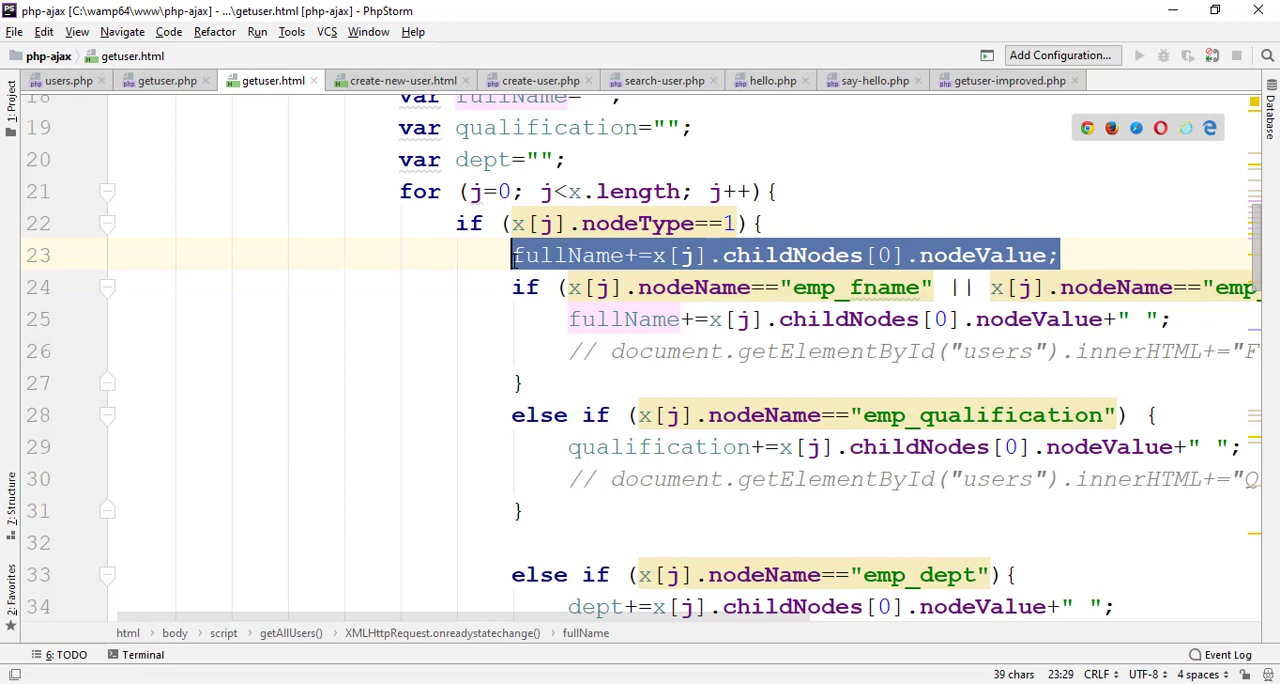 php-ajax [C:\wamp64\www\php-ajax] - ...\getuser.html [php-ajax] - PhpStorm
File Edit View Navigate Code Refactor Run Tools VCS Window Help
php-ajax getuser.html Add Configuration...
users.php getuser.php getuser.html create-new-user.html create-user.php search-user.php hello.php say-hello.php getuser-improved.php
1: Project
Database
18 var fullName= ;
19 var qualification="";
20 var dept="";
21 for (j=0; j<x.length; j++){
22 if (x[j].nodeType==1){
23 fullName+=x[j].childNodes[0].nodeValue;
24 if (x[j].nodeName=="emp_fname" || x[j].nodeName=="emp_
25 fullName+=x[j].childNodes[0].nodeValue+" ";
26 // document.getElementById("users").innerHTML+="F
27 }
28 else if (x[j].nodeName=="emp_qualification") {
29 qualification+=x[j].childNodes[0].nodeValue+" ";
30 // document.getElementById("users").innerHTML+="Q
31 }
32
33 else if (x[j].nodeName=="emp_dept"){
34 dept+=x[j].childNodes[0].nodeValue+" ";
7: Structure
2: Favorites
html body script getAllUsers() XMLHttpRequest.onreadystatechange() fullName
6: TODO Terminal Event Log
39 chars 23:29 CRLF UTF-8 4 spaces